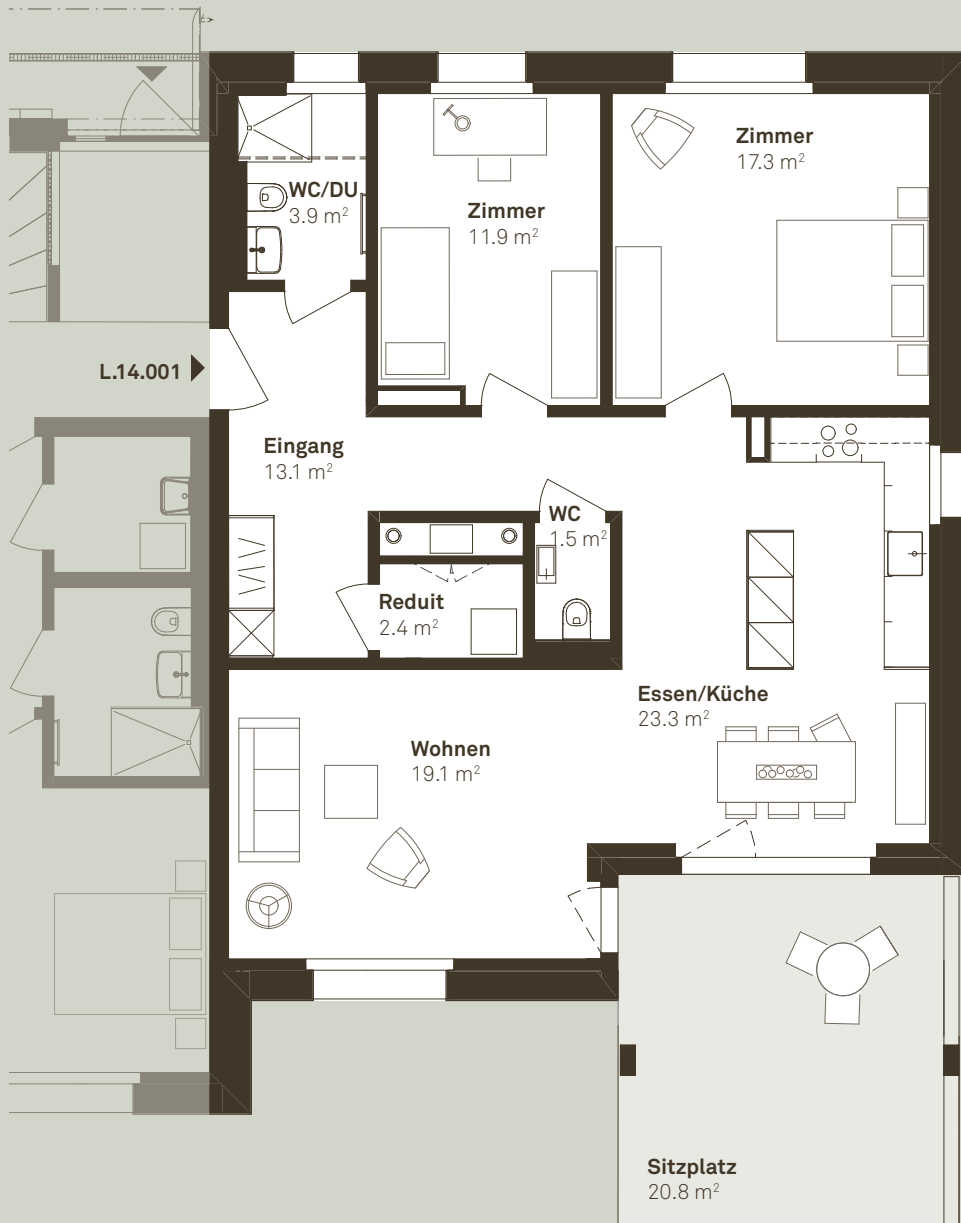 WC/DU
3.9 m²
Zimmer
11.9 m²
Zimmer
17.3 m²
L.14.001
Eingang
13.1 m²
WC
1.5 m²
Reduit
2.4 m²
Essen/Küche
23.3 m²
Wohnen
19.1 m²
Sitzplatz
20.8 m²